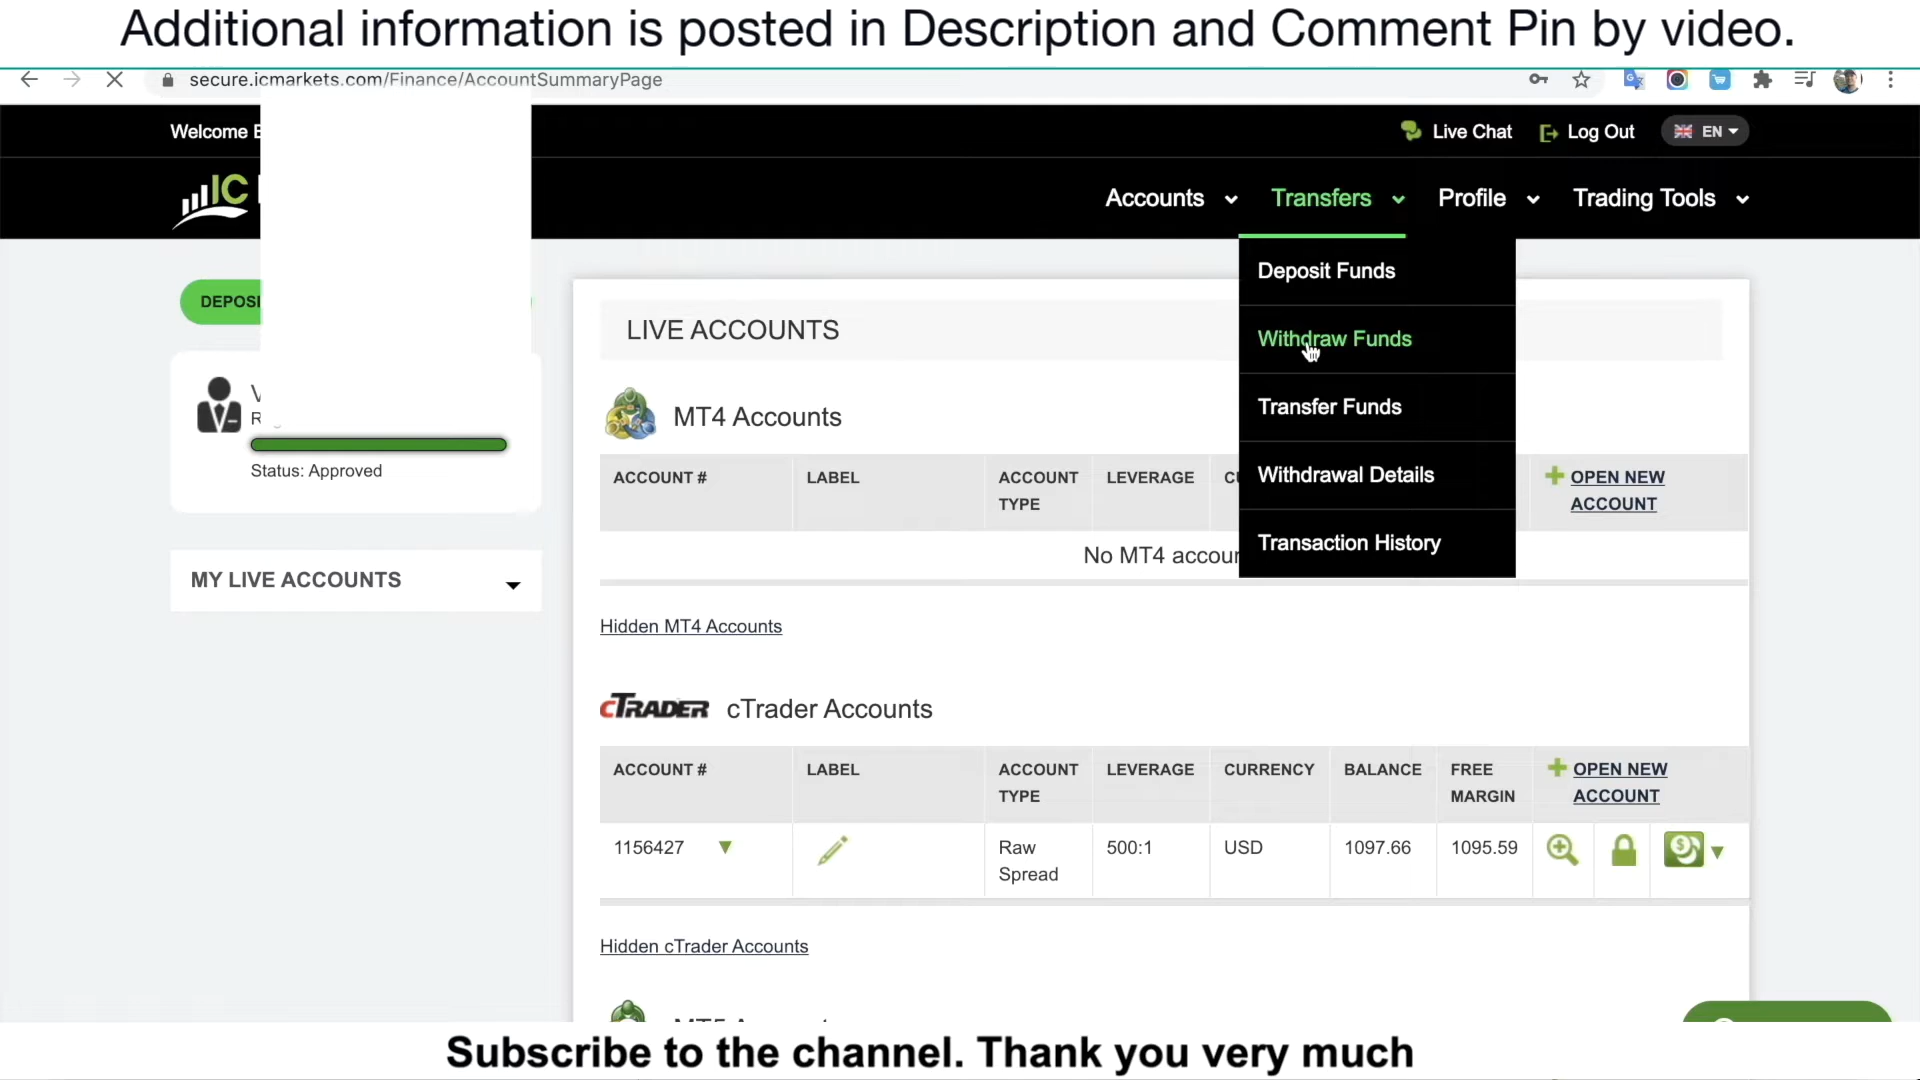 Additional information is posted in Description and Comment Pin by video.
secure.icmarkets.com/Finance/AccountSummaryPage
Welcome
Live Chat
Log Out
EN
IC
Accounts
Transfers
Profile
Trading Tools
Deposit Funds
Withdraw Funds
Transfer Funds
Withdrawal Details
Transaction History
DEPOSI
Status: Approved
MY LIVE ACCOUNTS
LIVE ACCOUNTS
MT4 Accounts
ACCOUNT # LABEL ACCOUNT TYPE LEVERAGE
OPEN NEW ACCOUNT
No MT4 accoun
Hidden MT4 Accounts
cTRADER cTrader Accounts
ACCOUNT # LABEL ACCOUNT TYPE LEVERAGE CURRENCY BALANCE FREE MARGIN
OPEN NEW ACCOUNT
1156427 Raw Spread 500:1 USD 1097.66 1095.59
Hidden cTrader Accounts
Subscribe to the channel. Thank you very much